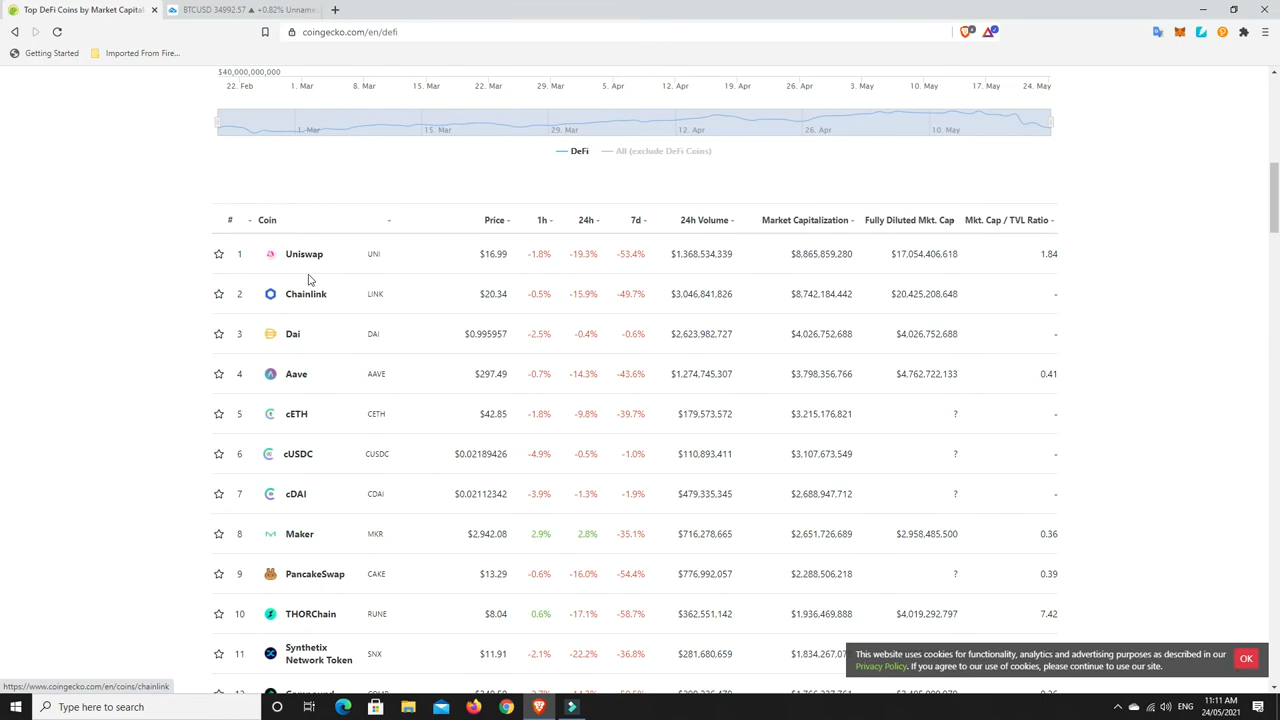 Top DeFi Coins by Market Capital
BTCUSD 34992.57 ▲ +0.82% Unname
coingecko.com/en/defi
Getting Started
Imported From Fire...
$40,000,000,000
22. Feb 1. Mar 8. Mar 15. Mar 22. Mar 29. Mar 5. Apr 12. Apr 19. Apr 26. Apr 3. May 10. May 17. May 24. May
1. Mar 15. Mar 29. Mar 12. Apr 26. Apr 10. May
DeFi All (exclude DeFi Coins)
# Coin Price 1h 24h 7d 24h Volume Market Capitalization Fully Diluted Mkt. Cap Mkt. Cap / TVL Ratio
1 Uniswap UNI $16.99 -1.8% -19.3% -53.4% $1,368,534,339 $8,865,859,280 $17,054,406,618 1.84
2 Chainlink LINK $20.34 -0.5% -15.9% -49.7% $3,046,841,826 $8,742,184,442 $20,425,208,648 -
3 Dai DAI $0.995957 -2.5% -0.4% -0.6% $2,623,982,727 $4,026,752,688 $4,026,752,688 -
4 Aave AAVE $297.49 -0.7% -14.3% -43.6% $1,274,745,307 $3,798,356,766 $4,762,722,133 0.41
5 cETH CETH $42.85 -1.8% -9.8% -39.7% $179,573,572 $3,215,176,821 ? -
6 cUSDC CUSDC $0.02189426 -4.9% -0.5% -1.0% $110,893,411 $3,107,673,549 ? -
7 cDAI CDAI $0.02112342 -3.9% -1.3% -1.9% $479,335,345 $2,688,947,712 ? -
8 Maker MKR $2,942.08 2.9% 2.8% -35.1% $716,278,665 $2,651,726,689 $2,958,485,500 0.36
9 PancakeSwap CAKE $13.29 -0.6% -16.0% -54.4% $776,992,057 $2,288,506,218 ? 0.39
10 THORChain RUNE $8.04 0.6% -17.1% -58.7% $362,551,142 $1,936,469,888 $4,019,292,797 7.42
11 Synthetix Network Token SNX $11.91 -2.1% -22.2% -36.8% $281,680,659 $1,834,267,07
This website uses cookies for functionality, analytics and advertising purposes as described in our
Privacy Policy. If you agree to our use of cookies, please continue to use our site.
OK
https://www.coingecko.com/en/coins/chainlink
Type here to search
ENG
11:11 AM
24/05/2021